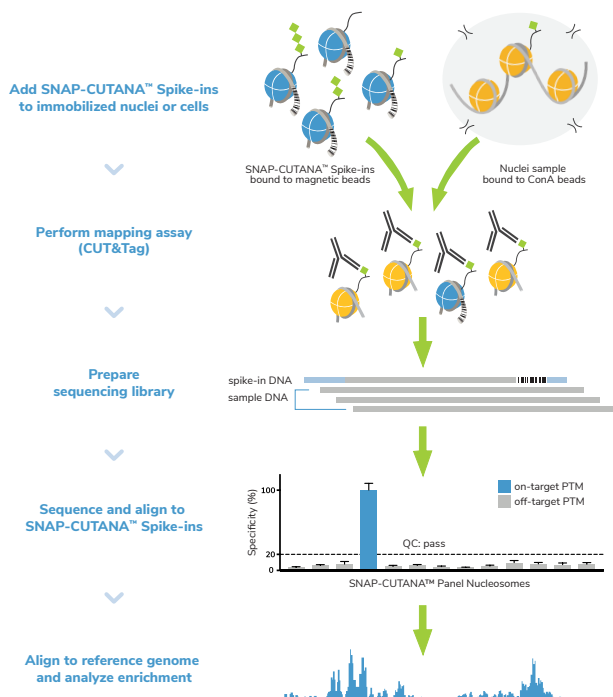 Add SNAP-CUTANA™ Spike-ins
to immobilized nuclei or cells
SNAP-CUTANA™ Spike-ins
bound to magnetic beads
Nuclei sample
bound to ConA beads
Perform mapping assay
(CUT&Tag)
Prepare
sequencing library
spike-in DNA
sample DNA
Sequence and align to
SNAP-CUTANA™ Spike-ins
Specificity (%)
100
20
0
on-target PTM
off-target PTM
QC: pass
SNAP-CUTANA™ Panel Nucleosomes
Align to reference genome
and analyze enrichment